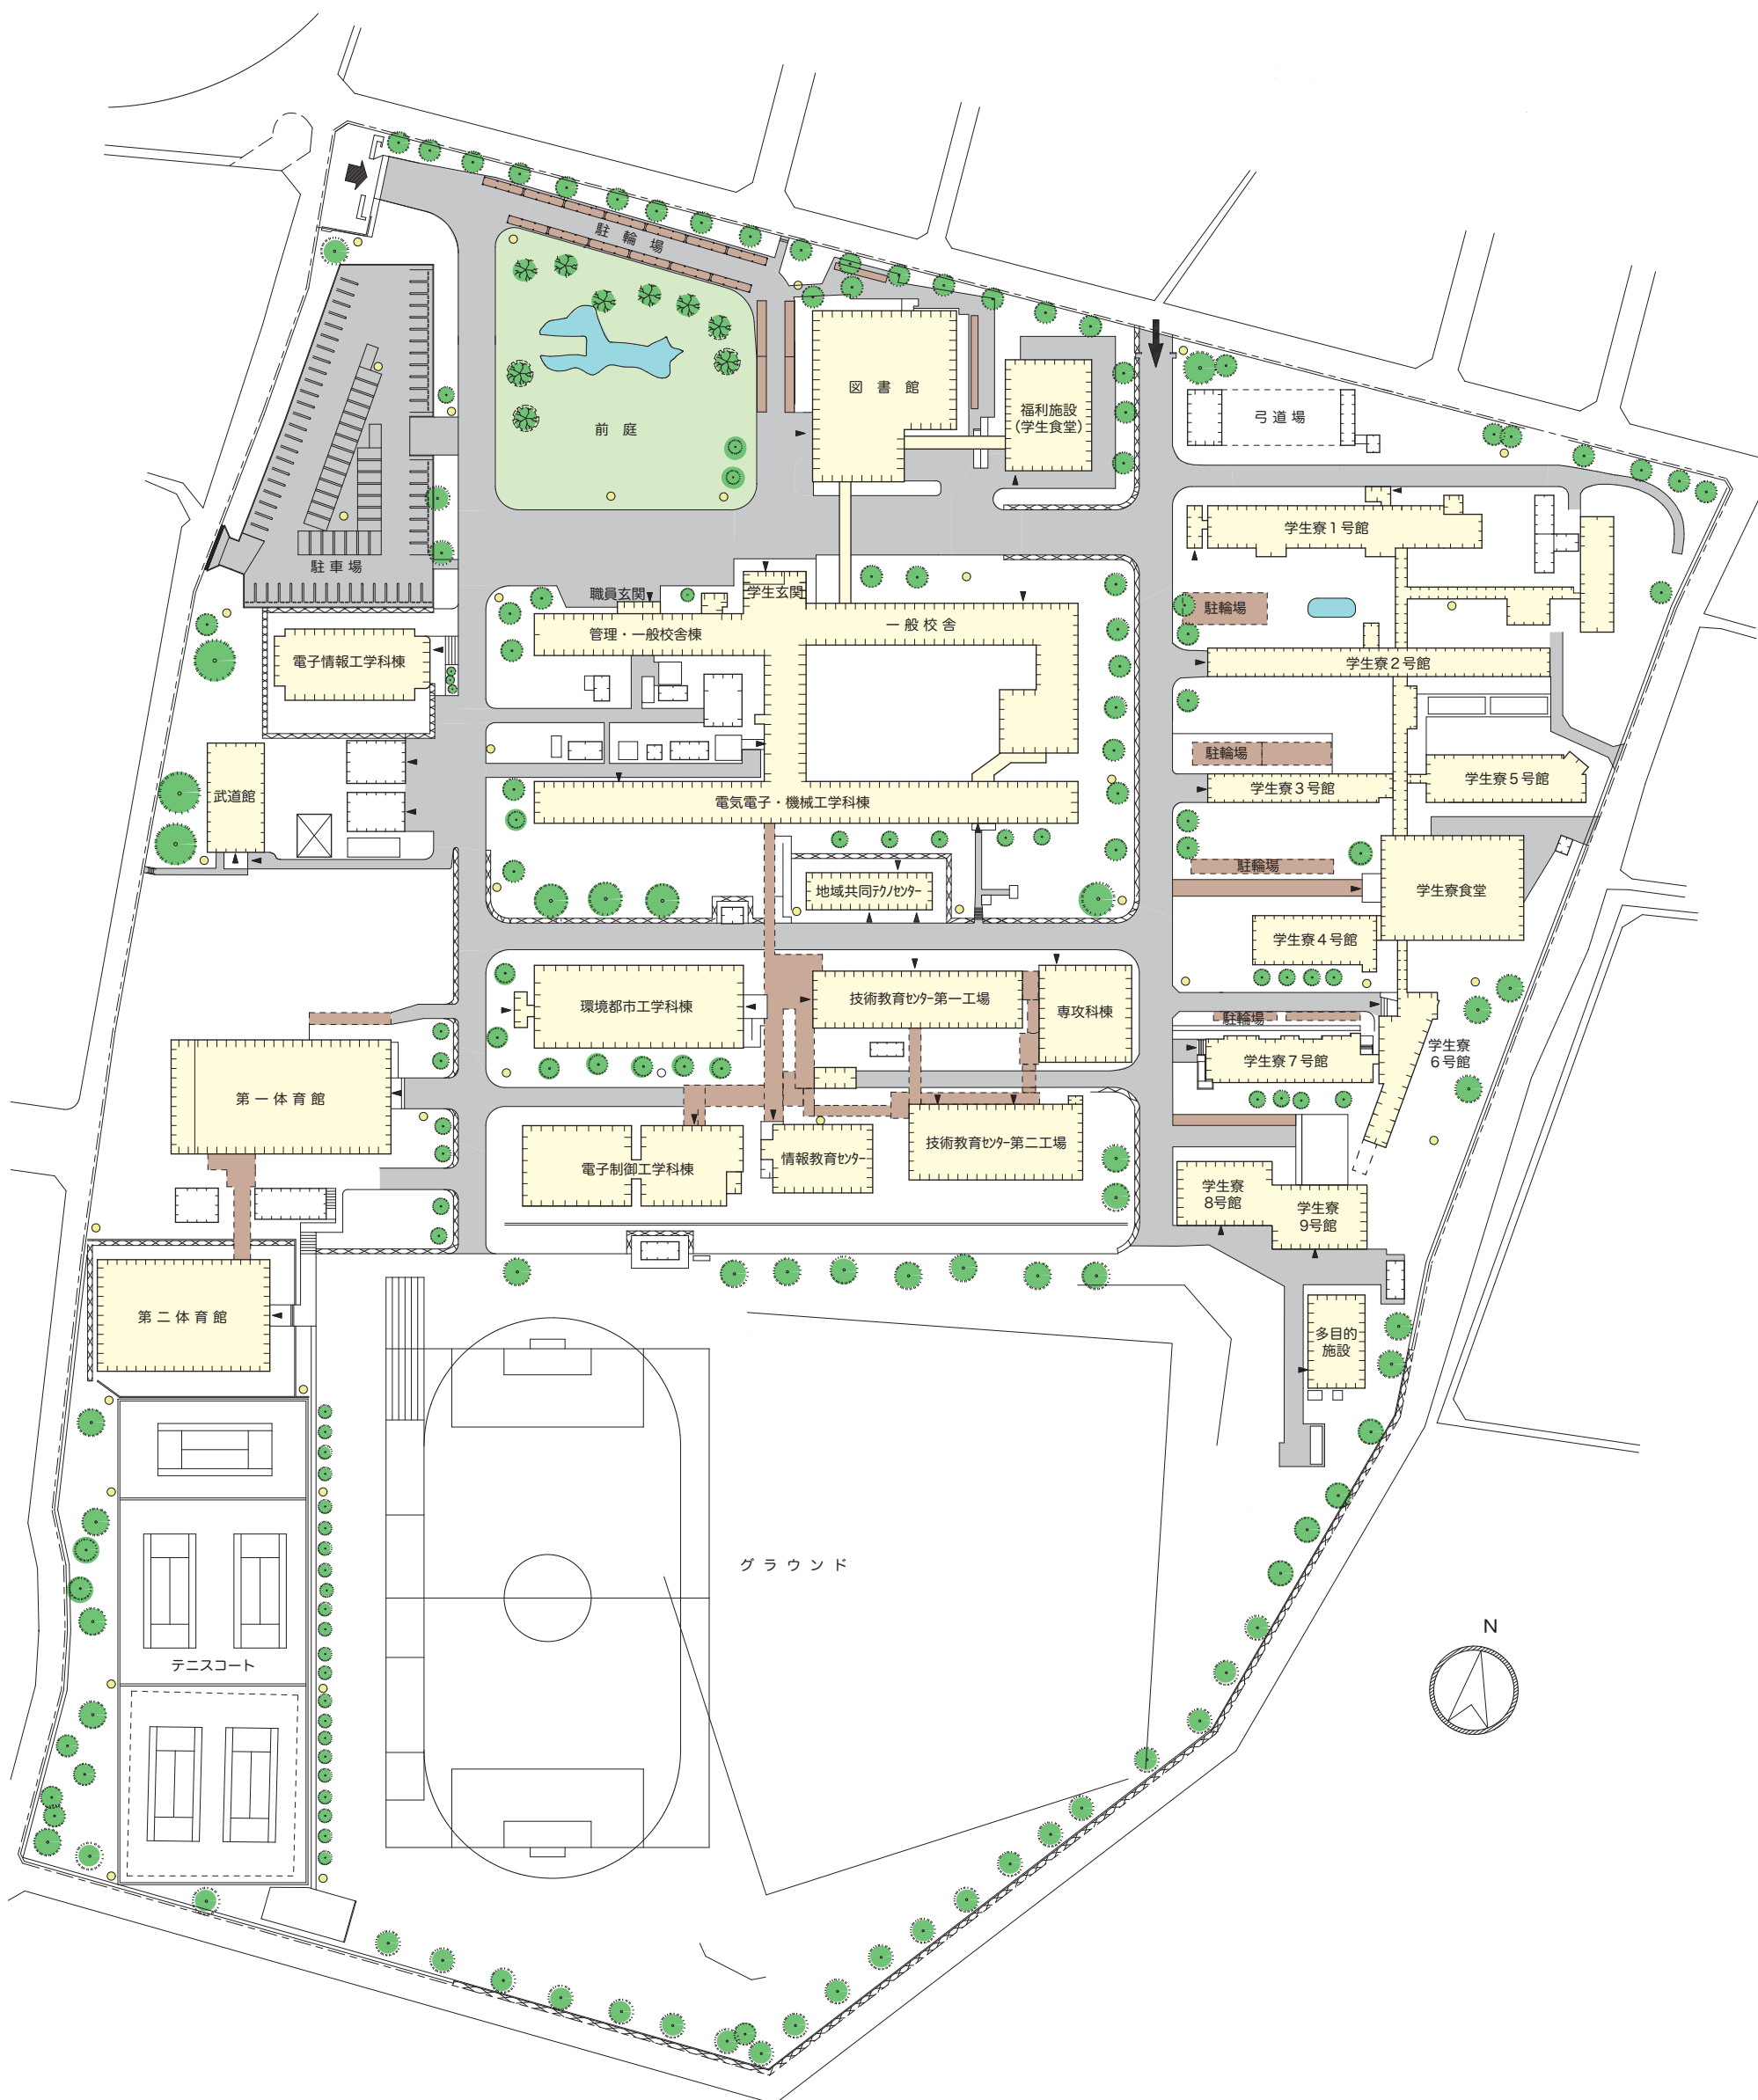 駐輪場
図書館
福利施設
(学生食堂)
弓道場
前庭
学生寮1号館
駐車場
職員玄関
学生玄関
駐輪場
管理・一般校舎棟
一般校舎
電子情報工学科棟
学生寮2号館
駐輪場
学生寮5号館
武道館
電気電子・機械工学科棟
学生寮3号館
駐輪場
地域共同テクノセンター
学生寮食堂
学生寮4号館
環境都市工学科棟
技術教育センター第一工場
専攻科棟
駐輪場
学生寮7号館
学生寮
6号館
第一体育館
電子制御工学科棟
情報教育センター
技術教育センター第二工場
学生寮
8号館
学生寮
9号館
第二体育館
多目的
施設
グラウンド
N
テニスコート